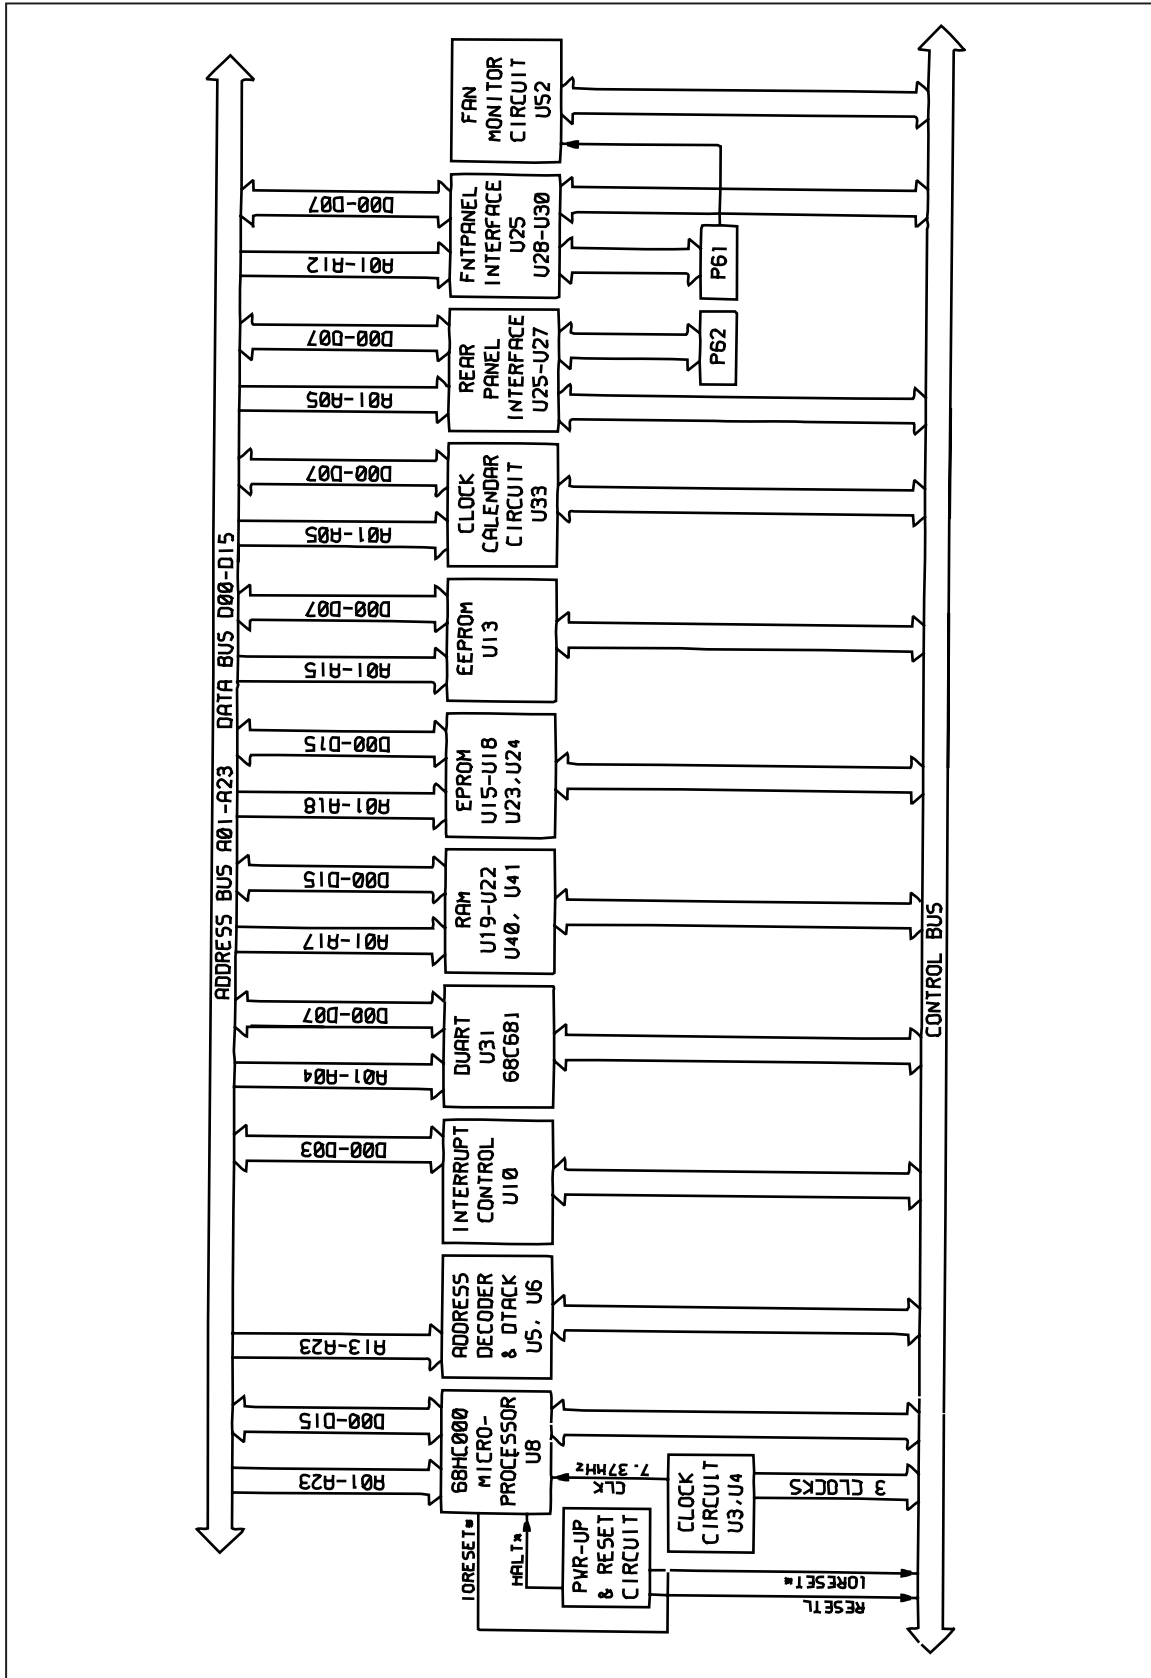 ADDRESS BUS A01-A23 DATA BUS D00-D15
A01-A23
D00-D15
A13-A23
D00-D03
A01-A04
D00-D07
A01-A17
D00-D15
A01-A18
D00-D15
A01-A15
D00-D07
A01-A05
D00-D07
A01-A05
D00-D07
A01-A12
D00-D07
68HC000
MICRO-
PROCESSOR
U8
ADDRESS
DECODER
& DTACK
U5, U6
INTERRUPT
CONTROL
U10
DUART
U31
68C681
RAM
U19-U22
U40, U41
EPROM
U15-U18
U23,U24
EEPROM
U13
CLOCK
CALENDAR
CIRCUIT
U33
REAR
PANEL
INTERFACE
U25-U27
FNTPANEL
INTERFACE
U25
U28-U30
FAN
MONITOR
CIRCUIT
U52
IORESET*
HALT*
CLK
7.37MHz
PWR-UP
& RESET
CIRCUIT
CLOCK
CIRCUIT
U3,U4
P62
P61
3 CLOCKS
IORESET*
RESETL
CONTROL BUS